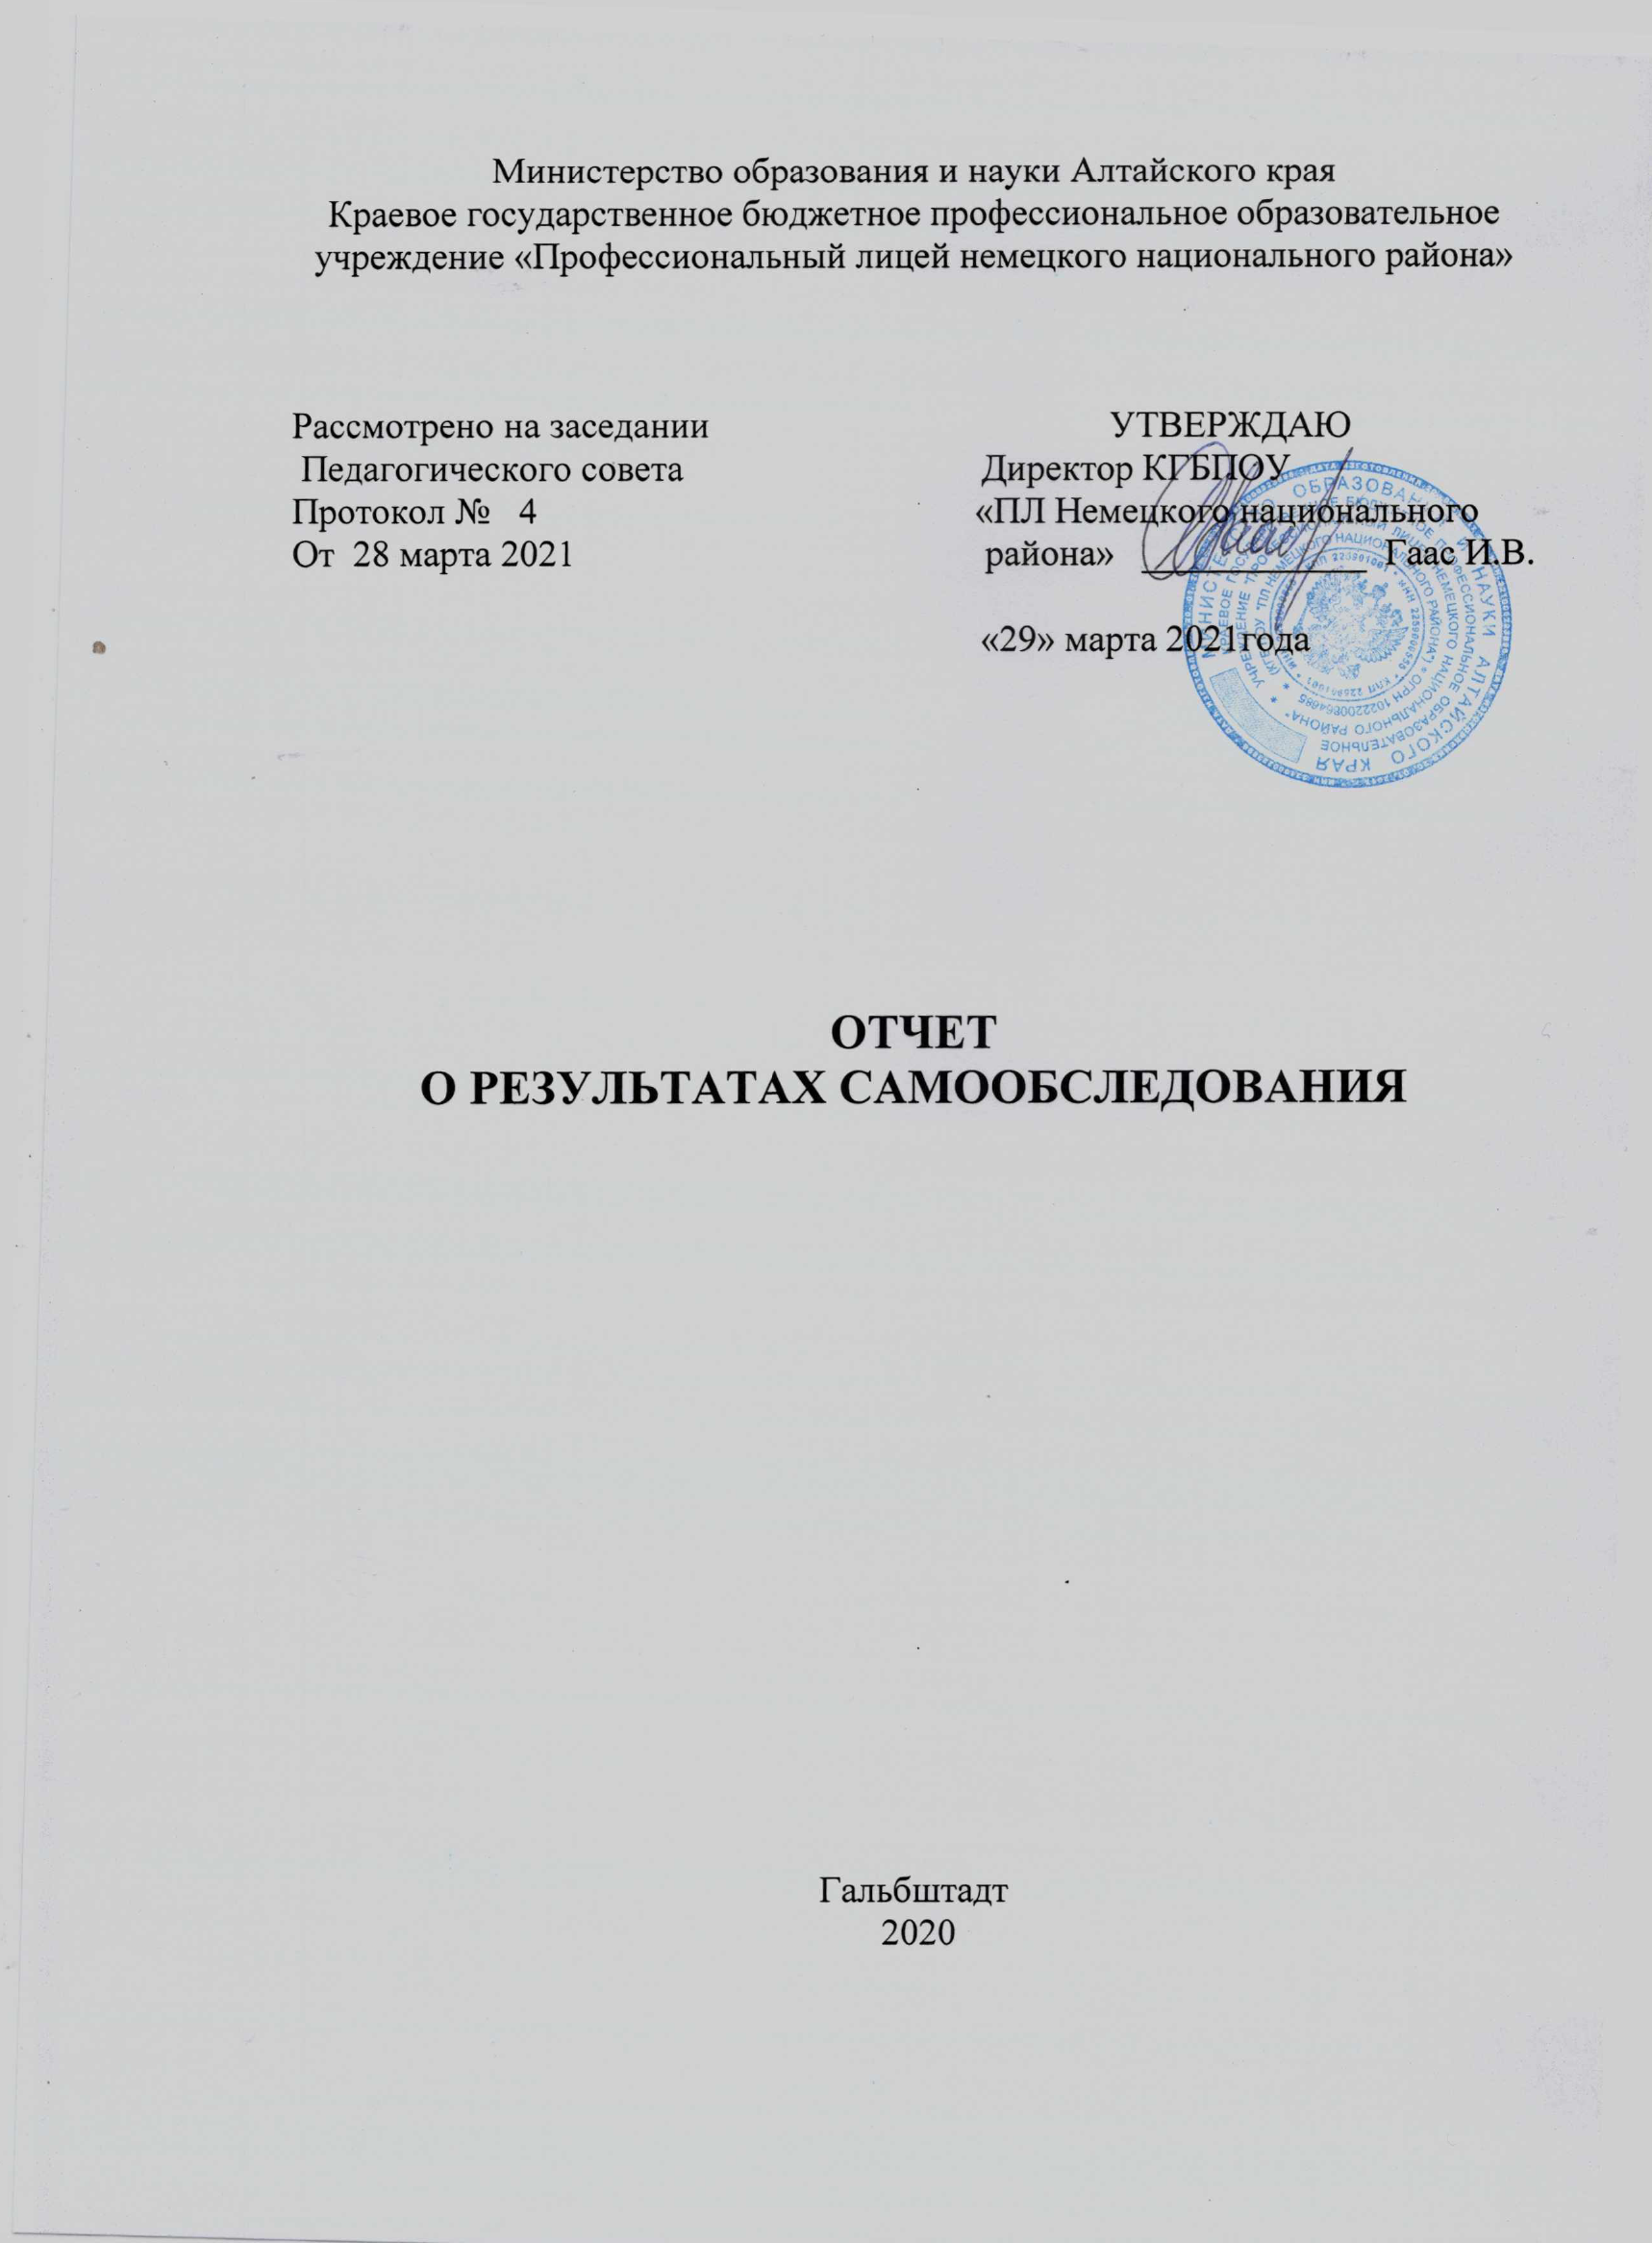 Министерство образования и науки Алтайского края
Краевое государственное бюджетное профессиональное образовательное
учреждение «Профессиональный лицей немецкого национального района»
Рассмотрено на заседании
Педагогического совета
Протокол № 4
От 28 марта 2021
УТВЕРЖДАЮ
Директор КГБПОУ
«ПЛ Немецкого национального
района» Гаас И.В.
«29» марта 2021года
ОТЧЕТ
О РЕЗУЛЬТАТАХ САМООБСЛЕДОВАНИЯ
Гальбштадт
2020